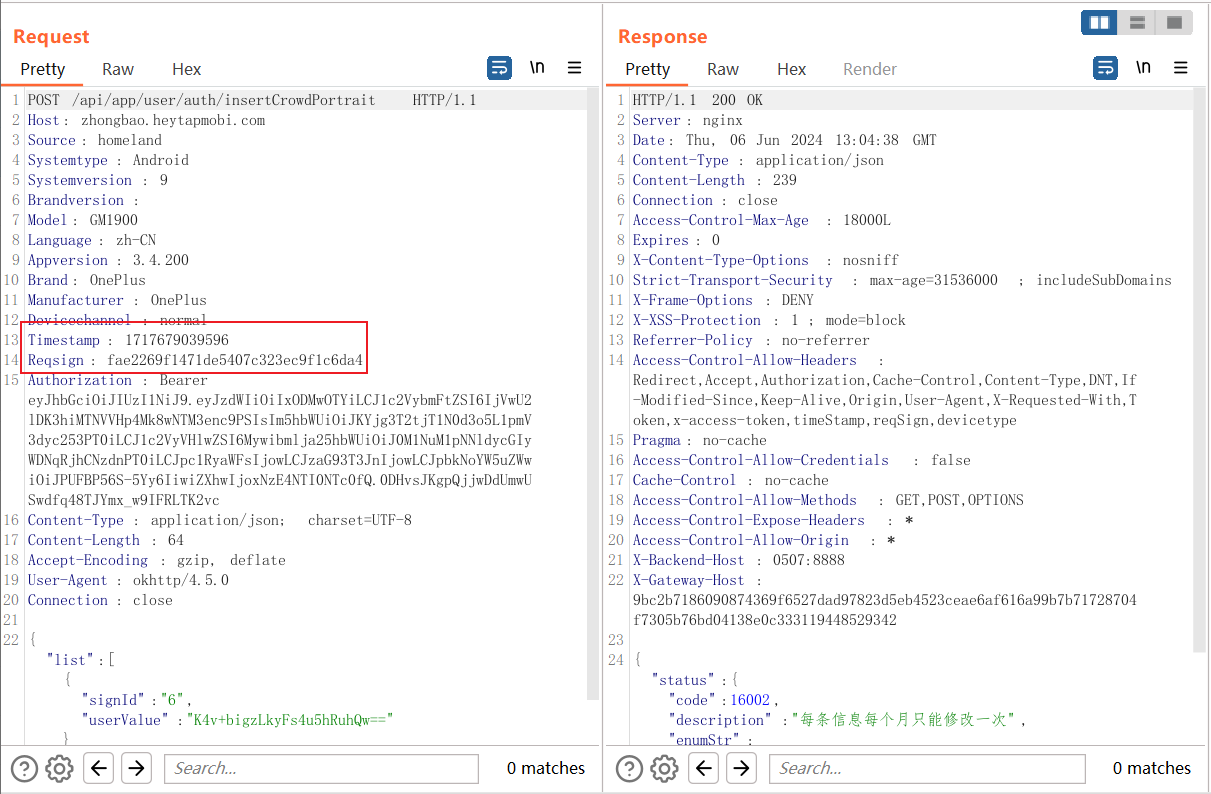 Request
Pretty Raw Hex
\n
1 POST /api/app/user/auth/insertCrowdPortrait HTTP/1.1
2 Host : zhongbao.heytapmobi.com
3 Source : homeland
4 Systemtype : Android
5 Systemversion : 9
6 Brandversion :
7 Model : GM1900
8 Language : zh-CN
9 Appversion : 3.4.200
10 Brand : OnePlus
11 Manufacturer : OnePlus
12 Devicechannel : normal
13 Timestamp : 1717679039596
14 Reqsign : fae2269f1471de5407c323ec9f1c6da4
15 Authorization : Bearer
eyJhbGciOiJIUzI1NiJ9.eyJzdWIiOiIxODMwOTYiLCJ1c2VybmFtZSI6IjVwU2
lDK3hiMTNVVHp4Mk8wNTM3enc9PSIsIm5hbWUiOiJKYjg3T2tjT1N0d3o5L1pmV
3dyc253PT0iLCJ1c2VyVHlwZSI6Mywibmlja25hbWUiOiJ0M1NuM1pNNldycGIy
WDNqRjhCNzdnPT0iLCJpc1RyaWFsIjowLCJzaG93T3JnIjowLCJpbkNoYW5uZWw
iOiJPUFBP56S-5Yy6IiwiZXhwIjoxNzE4NTI0NTc0fQ.ODHvsJKgpQjjwDdUmwU
Swdfq48TJYmx_w9IFRLTK2vc
16 Content-Type : application/json; charset=UTF-8
17 Content-Length : 64
18 Accept-Encoding : gzip, deflate
19 User-Agent : okhttp/4.5.0
20 Connection : close
21
22 {
"list":[
{
"signId":"6",
"userValue":"K4v+bigzLkyFs4u5hRuhQw=="
}
Search...
0 matches
Response
Pretty Raw Hex Render
\n
1 HTTP/1.1 200 OK
2 Server : nginx
3 Date : Thu, 06 Jun 2024 13:04:38 GMT
4 Content-Type : application/json
5 Content-Length : 239
6 Connection : close
7 Access-Control-Max-Age : 18000L
8 Expires : 0
9 X-Content-Type-Options : nosniff
10 Strict-Transport-Security : max-age=31536000 ; includeSubDomains
11 X-Frame-Options : DENY
12 X-XSS-Protection : 1 ; mode=block
13 Referrer-Policy : no-referrer
14 Access-Control-Allow-Headers :
Redirect,Accept,Authorization,Cache-Control,Content-Type,DNT,If
-Modified-Since,Keep-Alive,Origin,User-Agent,X-Requested-With,T
oken,x-access-token,timeStamp,reqSign,devicetype
15 Pragma : no-cache
16 Access-Control-Allow-Credentials : false
17 Cache-Control : no-cache
18 Access-Control-Allow-Methods : GET,POST,OPTIONS
19 Access-Control-Expose-Headers : *
20 Access-Control-Allow-Origin : *
21 X-Backend-Host : 0507:8888
22 X-Gateway-Host :
9bc2b7186090874369f6527dad97823d5eb4523ceae6af616a99b7b71728704
f7305b76bd04138e0c333119448529342
23
24 {
"status":{
"code":16002,
"description":"每条信息每个月只能修改一次",
"enumStr":
Search...
0 matches